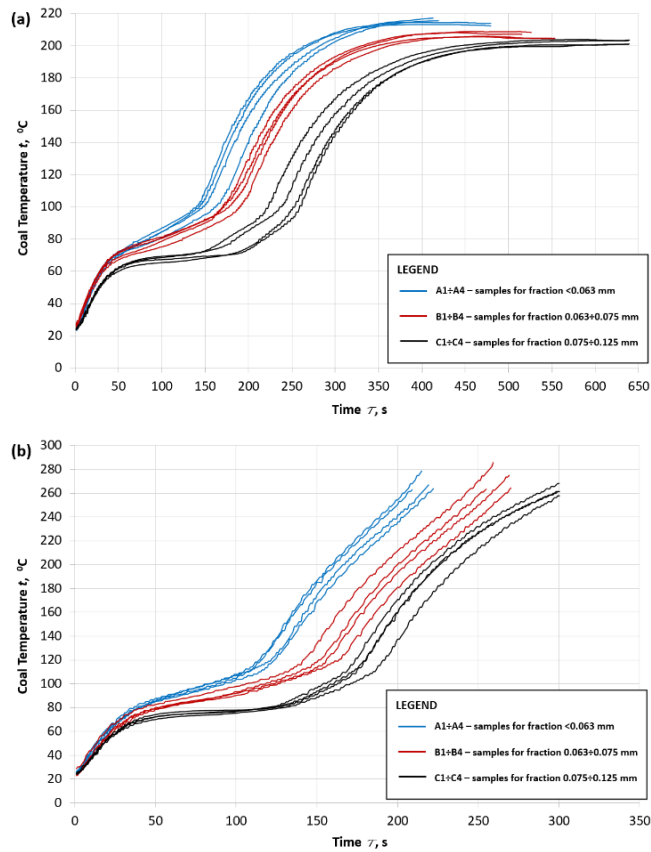 (a)
220
200
180
160
140
120
100
80
60
40
20
0
Coal Temperature t, ⁰C
0 50 100 150 200 250 300 350 400 450 500 550 600 650
Time τ, s
LEGEND
A1÷A4 – samples for fraction <0.063 mm
B1÷B4 – samples for fraction 0.063÷0.075 mm
C1÷C4 – samples for fraction 0.075÷0.125 mm
(b)
300
280
260
240
220
200
180
160
140
120
100
80
60
40
20
0
Coal Temperature t, ⁰C
0 50 100 150 200 250 300 350
Time τ, s
LEGEND
A1÷A4 – samples for fraction <0.063 mm
B1÷B4 – samples for fraction 0.063÷0.075 mm
C1÷C4 – samples for fraction 0.075÷0.125 mm